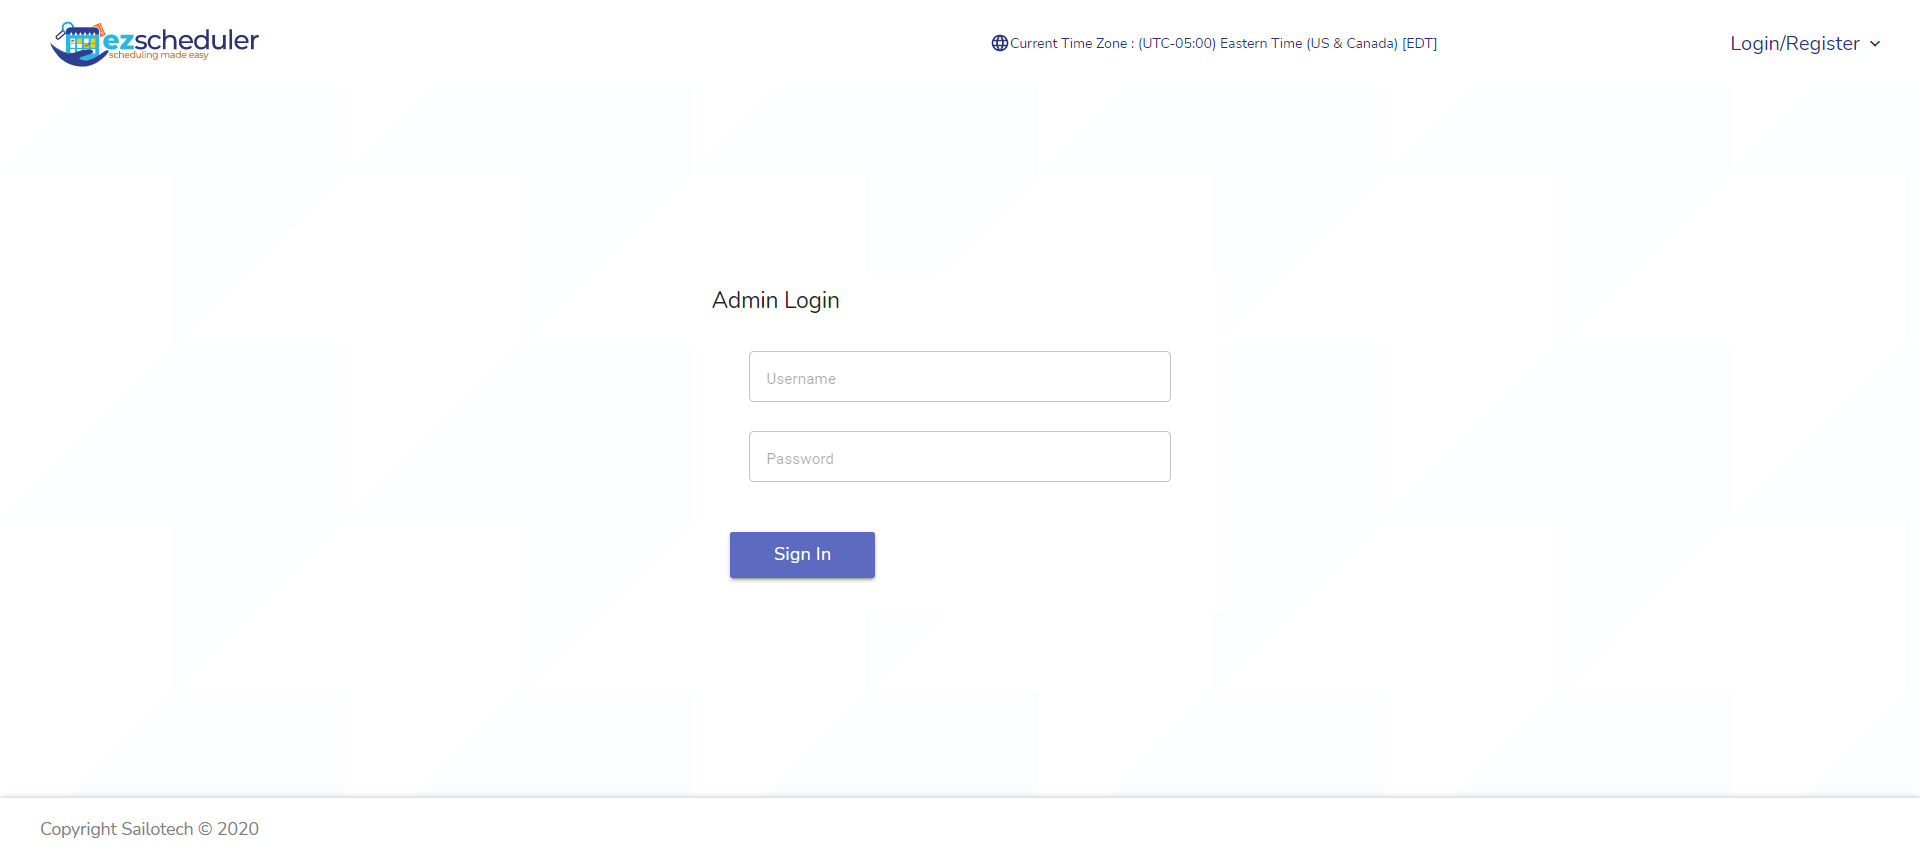 ezscheduler
scheduling made easy
Current Time Zone : (UTC-05:00) Eastern Time (US & Canada) [EDT]
Login/Register
Admin Login
Username
Password
Sign In
Copyright Sailotech © 2020